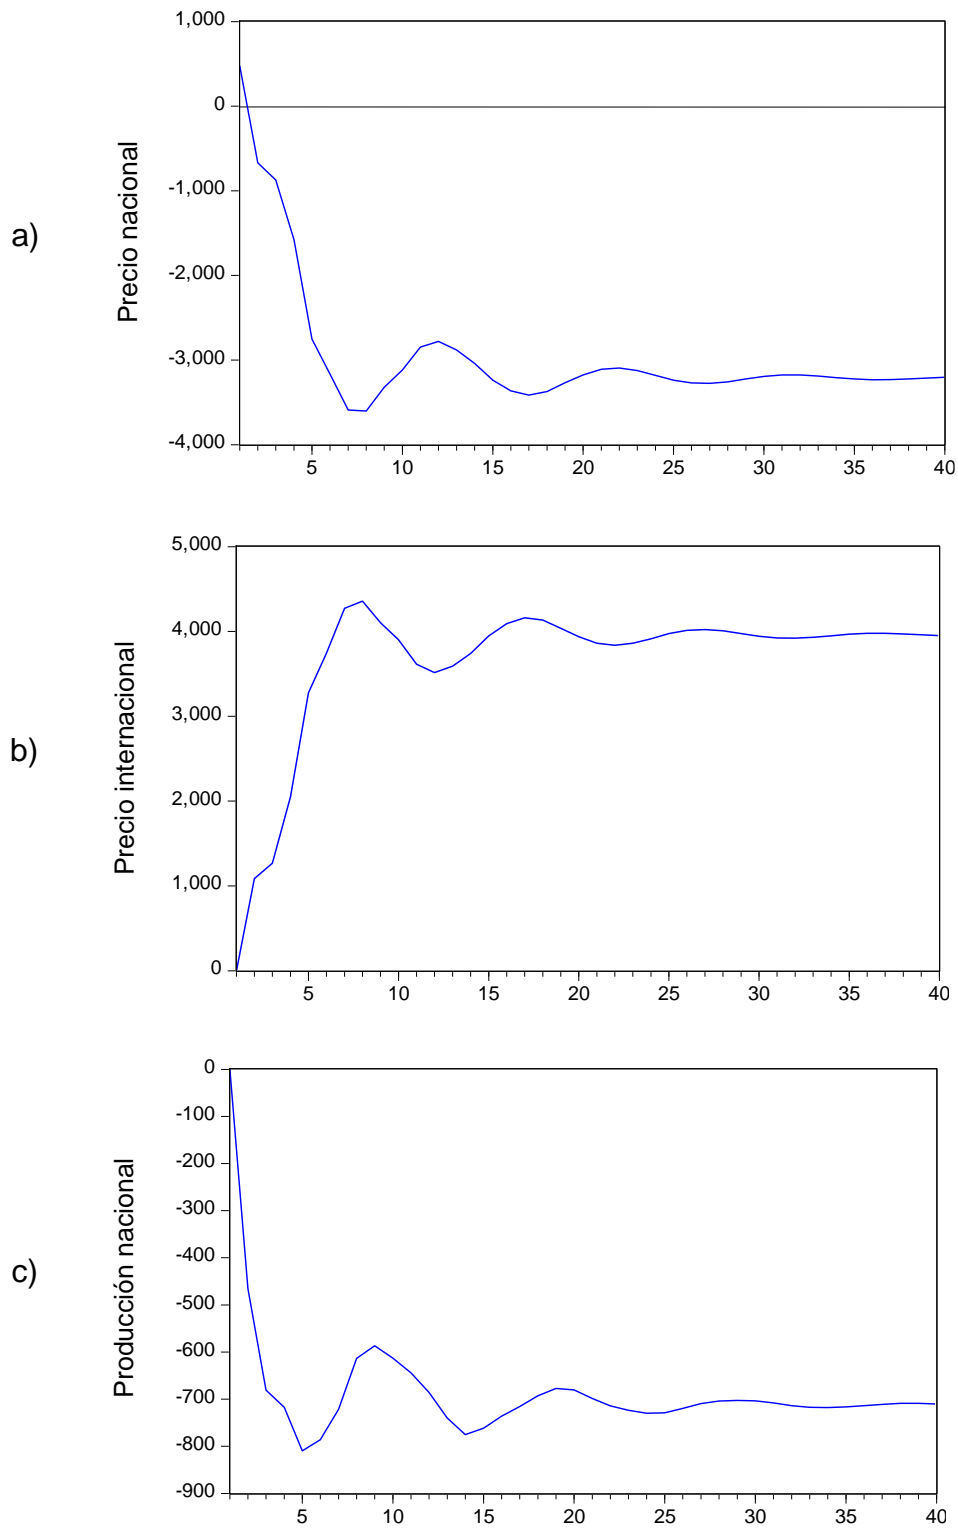 a)
Precio nacional
1,000
0
-1,000
-2,000
-3,000
-4,000
5 10 15 20 25 30 35 40
b)
Precio internacional
5,000
4,000
3,000
2,000
1,000
0
5 10 15 20 25 30 35 40
c)
Producción nacional
0
-100
-200
-300
-400
-500
-600
-700
-800
-900
5 10 15 20 25 30 35 40